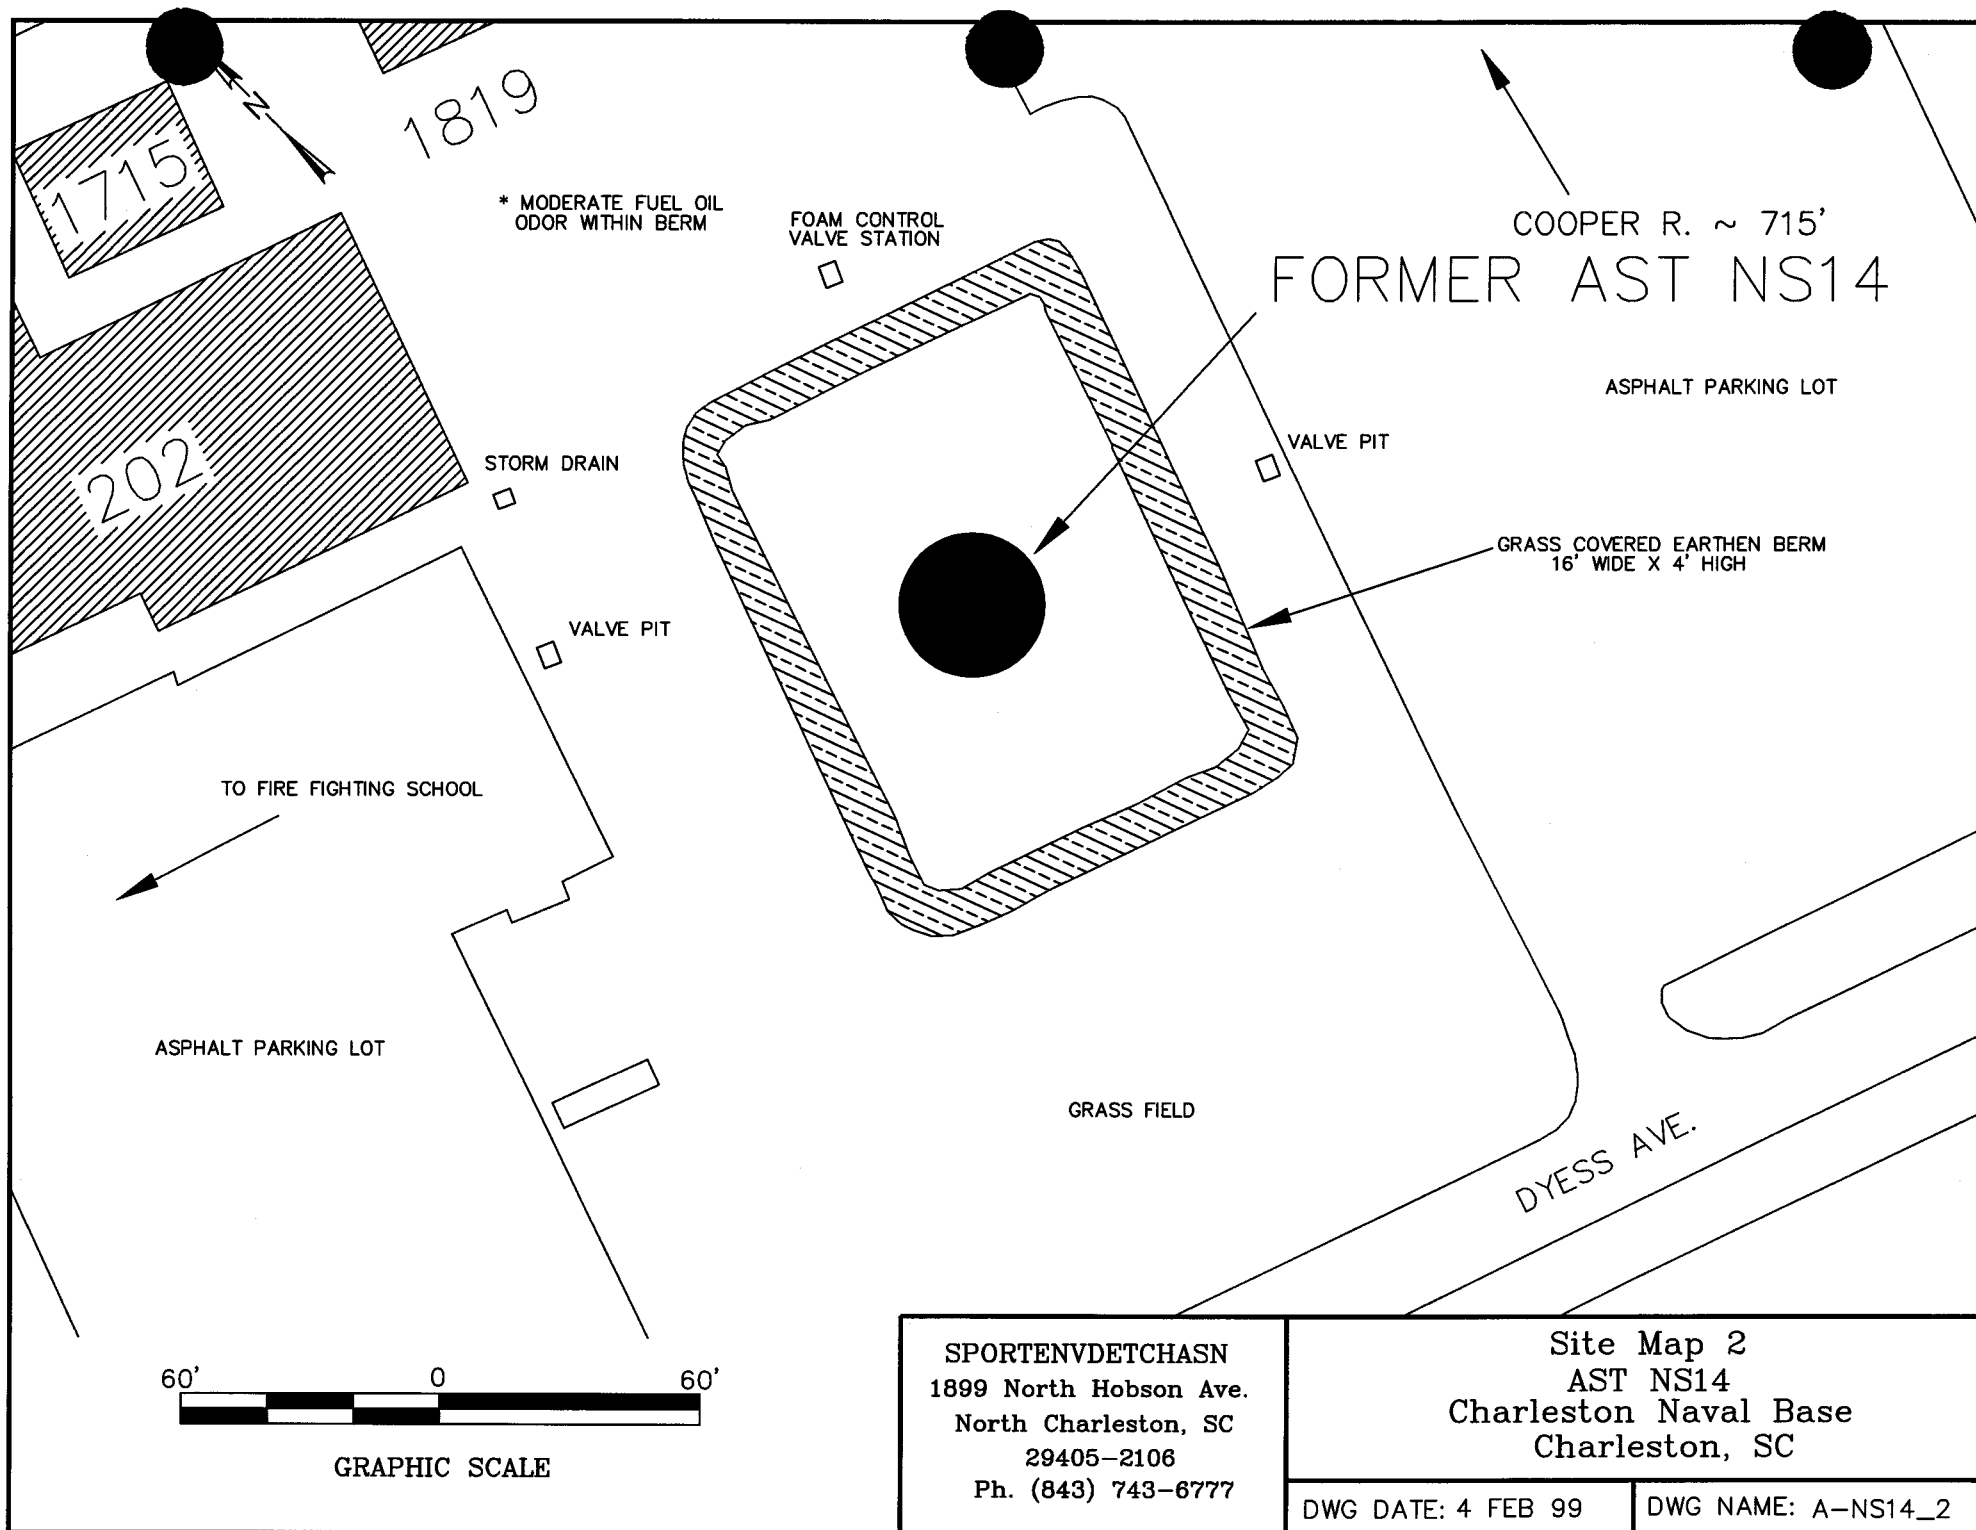 N
1819
1715
* MODERATE FUEL OIL
ODOR WITHIN BERM
FOAM CONTROL
VALVE STATION
COOPER R. ~ 715'
FORMER AST NS14
ASPHALT PARKING LOT
VALVE PIT
202
STORM DRAIN
GRASS COVERED EARTHEN BERM
16' WIDE X 4' HIGH
VALVE PIT
TO FIRE FIGHTING SCHOOL
ASPHALT PARKING LOT
GRASS FIELD
DYESS AVE.
60' 0 60'
GRAPHIC SCALE
SPORTENVDETCHASN
1899 North Hobson Ave.
North Charleston, SC
29405-2106
Ph. (843) 743-6777
Site Map 2
AST NS14
Charleston Naval Base
Charleston, SC
DWG DATE: 4 FEB 99
DWG NAME: A-NS14_2